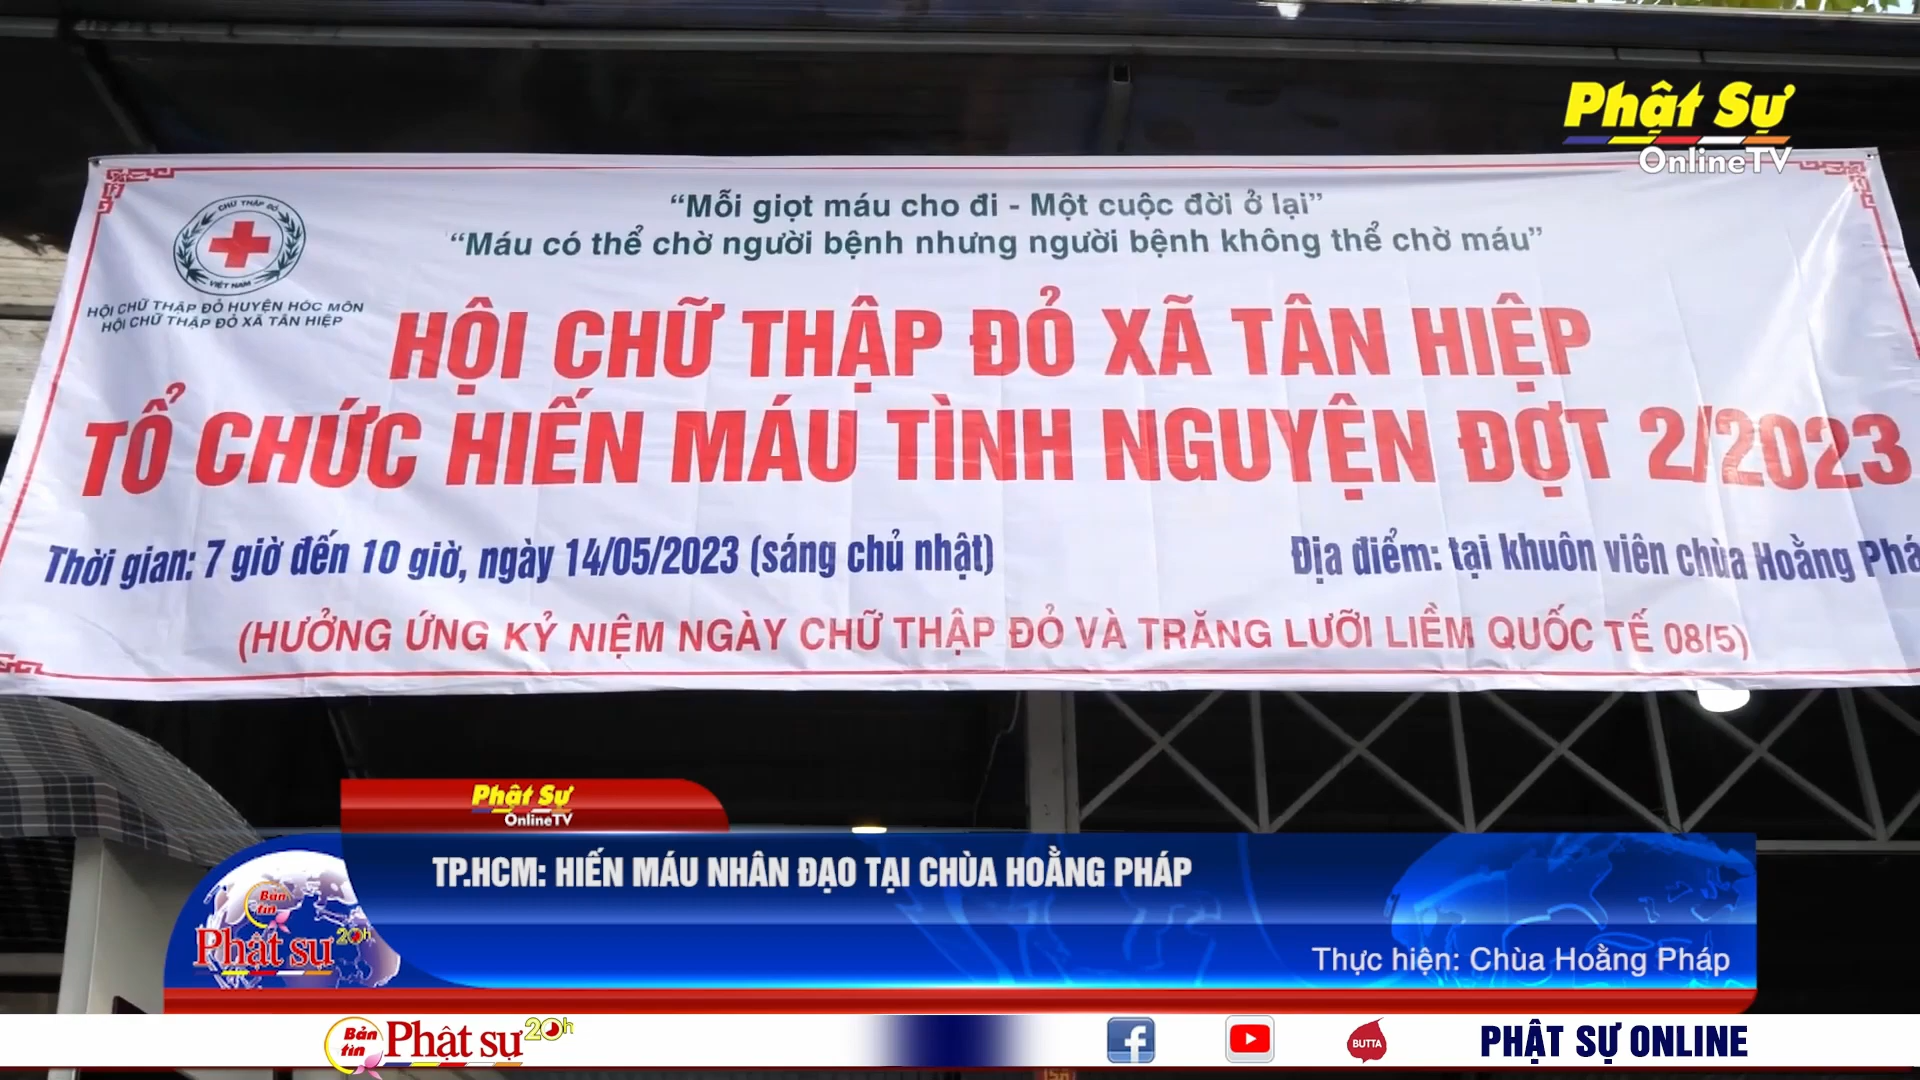 Phật Sự
OnlineTV
CHỮ THẬP ĐỎ
VIỆT NAM
HỘI CHỮ THẬP ĐỎ HUYỆN HÓC MÔN
HỘI CHỮ THẬP ĐỎ XÃ TÂN HIỆP
“Mỗi giọt máu cho đi - Một cuộc đời ở lại”
“Máu có thể chờ người bệnh nhưng người bệnh không thể chờ máu”
HỘI CHỮ THẬP ĐỎ XÃ TÂN HIỆP
TỔ CHỨC HIẾN MÁU TÌNH NGUYỆN ĐỢT 2/2023
Thời gian: 7 giờ đến 10 giờ, ngày 14/05/2023 (sáng chủ nhật)
Địa điểm: tại khuôn viên chùa Hoằng Phá
(HƯỞNG ỨNG KỶ NIỆM NGÀY CHỮ THẬP ĐỎ VÀ TRĂNG LƯỠI LIỀM QUỐC TẾ 08/5)
Phật Sự
OnlineTV
TP.HCM: HIẾN MÁU NHÂN ĐẠO TẠI CHÙA HOẰNG PHÁP
Bản tin
Phật sự 20h
Thực hiện: Chùa Hoằng Pháp
Bản tin Phật sự 20h
BUTTA
PHẬT SỰ ONLINE